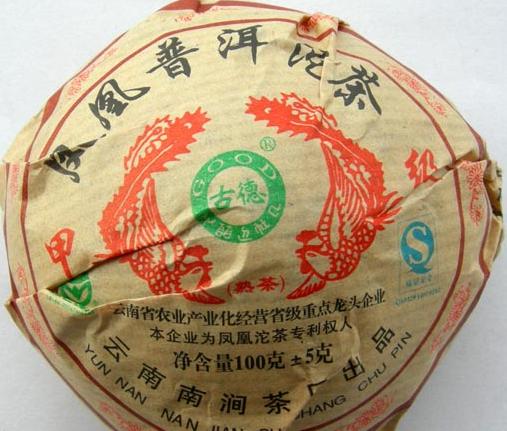 凤凰普洱沱茶
甲 级
GOOD
古德
R
(熟茶)
云南省农业产业化经营省级重点龙头企业
本企业为凤凰沱茶专利权人
净含量100克±5克
云南南涧茶厂出品
YUN NAN NAN JIAN CHANG CHU PIN